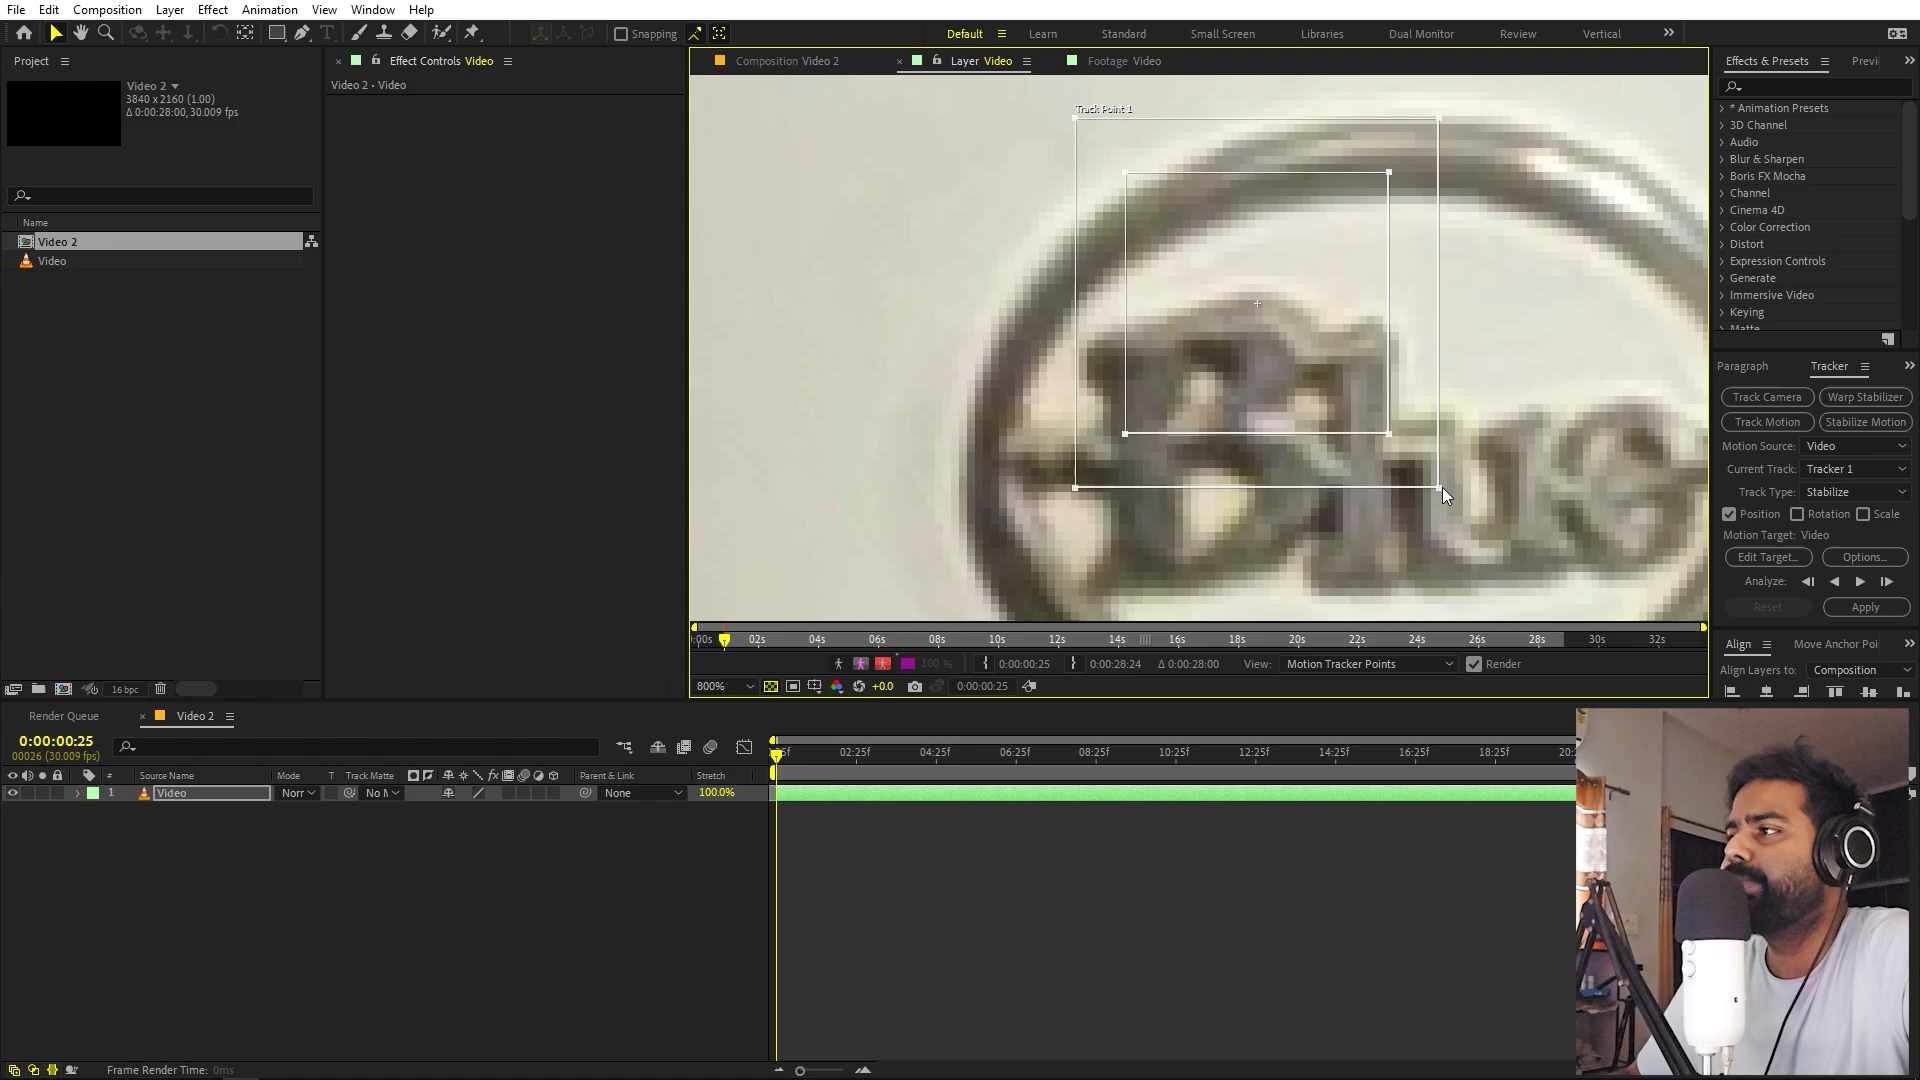 File Edit Composition Layer Effect Animation View Window Help
Snapping
Default Learn Standard Small Screen Libraries Dual Monitor Review Vertical
Project
Effect Controls Video
Composition Video 2
Layer Video
Footage Video
Effects & Presets
Video 2
3840 x 2160 (1.00)
Δ 0:00:28:00, 30.009 fps
Video 2 • Video
Name
Video 2
Video
Track Point 1
* Animation Presets
3D Channel
Audio
Blur & Sharpen
Boris FX Mocha
Channel
Cinema 4D
Color Correction
Distort
Expression Controls
Generate
Immersive Video
Keying
Matte
Paragraph Tracker
Track Camera Warp Stabilizer
Track Motion Stabilize Motion
Motion Source: Video
Current Track: Tracker 1
Track Type: Stabilize
Position Rotation Scale
Motion Target: Video
Edit Target... Options...
Analyze:
Reset Apply
Align Move Anchor Poi
Align Layers to: Composition
:00s 02s 04s 06s 08s 10s 12s 14s 16s 18s 20s 22s 24s 26s 28s 30s 32s
100 % 0:00:00:25 0:00:28:24 Δ 0:00:28:00 View: Motion Tracker Points Render
800% +0.0 0:00:00:25
16 bpc
Render Queue Video 2
0:00:00:25
00026 (30.009 fps)
02:25f 04:25f 06:25f 08:25f 10:25f 12:25f 14:25f 16:25f 18:25f 20:
# Source Name Mode T Track Matte fx Parent & Link Stretch
1 Video Norr No None 100.0%
Frame Render Time: 0ms